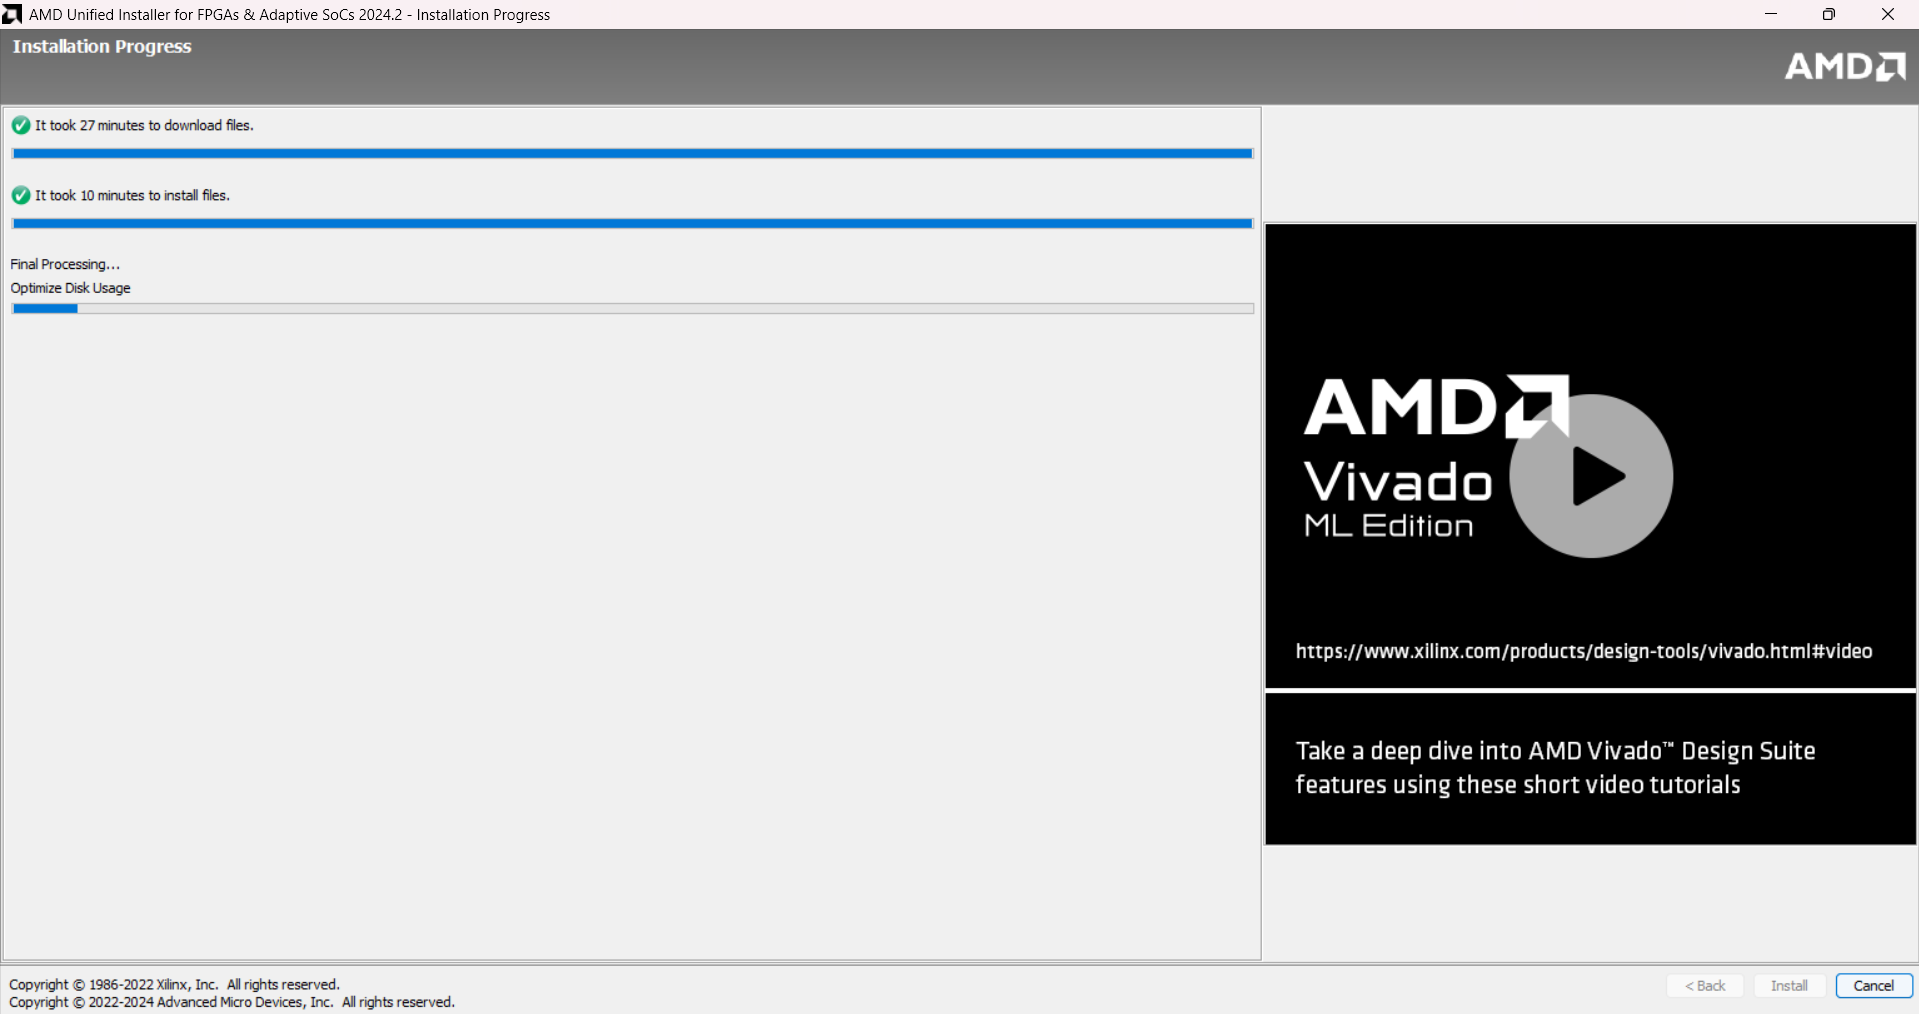 AMD Unified Installer for FPGAs & Adaptive SoCs 2024.2 - Installation Progress
Installation Progress
AMD
It took 27 minutes to download files.
It took 10 minutes to install files.
Final Processing...
Optimize Disk Usage
AMD
Vivado
ML Edition
https://www.xilinx.com/products/design-tools/vivado.html#video
Take a deep dive into AMD Vivado™ Design Suite
features using these short video tutorials
Copyright © 1986-2022 Xilinx, Inc. All rights reserved.
Copyright © 2022-2024 Advanced Micro Devices, Inc. All rights reserved.
< Back
Install
Cancel